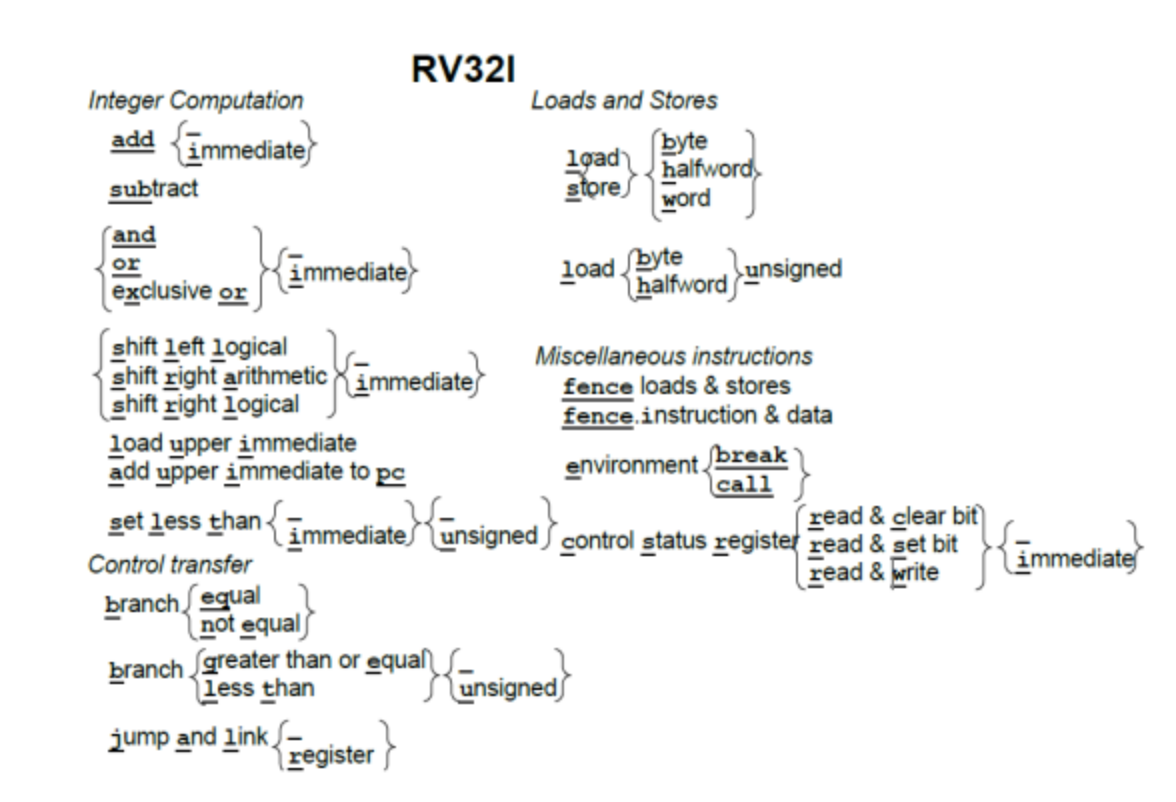 RV32I
Integer Computation
add { _ immediate }
subtract
{ and
or
exclusive or } { _ immediate }
{ shift left logical
shift right arithmetic
shift right logical } { _ immediate }
load upper immediate
add upper immediate to pc
set less than { _ immediate } { _ unsigned }
Control transfer
branch { equal
not equal }
branch { greater than or equal
less than } { _ unsigned }
jump and link { _ register }
Loads and Stores
load
store } { byte
halfword
word }
load { byte
halfword } unsigned
Miscellaneous instructions
fence loads & stores
fence.instruction & data
environment { break
call }
control status register { read & clear bit
read & set bit
read & write } { _ immediate }